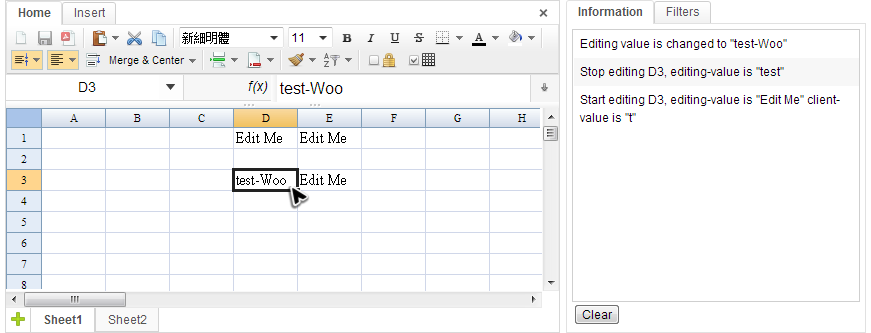 Home Insert
新細明體 11 B I U A
Merge & Center
D3 f(x) test-Woo
A B C D E F G H
1 Edit Me Edit Me
2
3 test-Woo Edit Me
4
5
6
7
8
Sheet1 Sheet2
Information Filters
Editing value is changed to "test-Woo"
Stop editing D3, editing-value is "test"
Start editing D3, editing-value is "Edit Me" client-
value is "t"
Clear